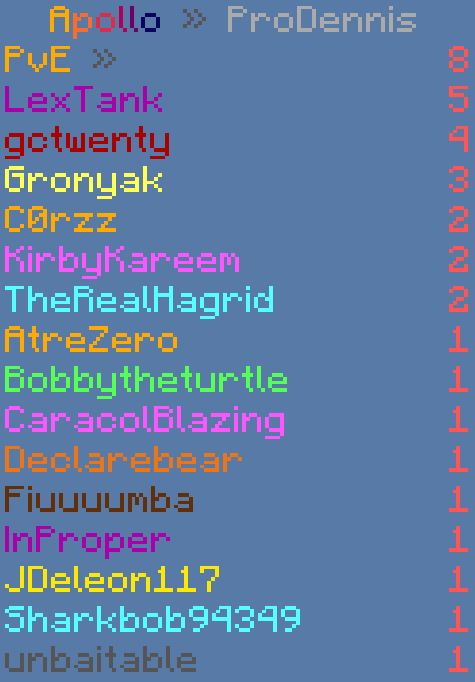 Apollo » ProDennis
PvE » 8
LexTank 5
gctwenty 4
Gronyak 3
C0rzz 2
KirbyKareem 2
TheRealHagrid 2
AtreZero 1
Bobbytheturtle 1
CaracolBlazing 1
Declarebear 1
Fiuuuumba 1
InProper 1
JDeleon117 1
Sharkbob94349 1
unbaitable 1